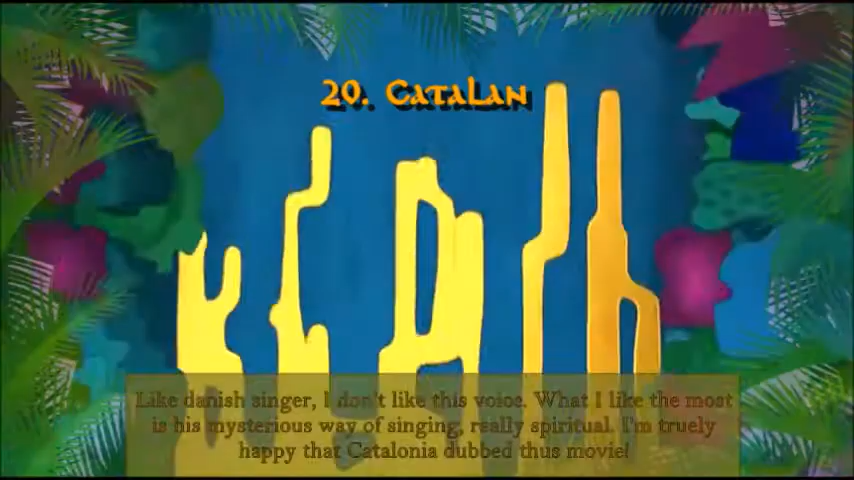 20. Catalan
Like danish singer, I don't like this voice. What I like the most
is his mysterious way of singing, really spiritual. I'm truely
happy that Catalonia dubbed thus movie!